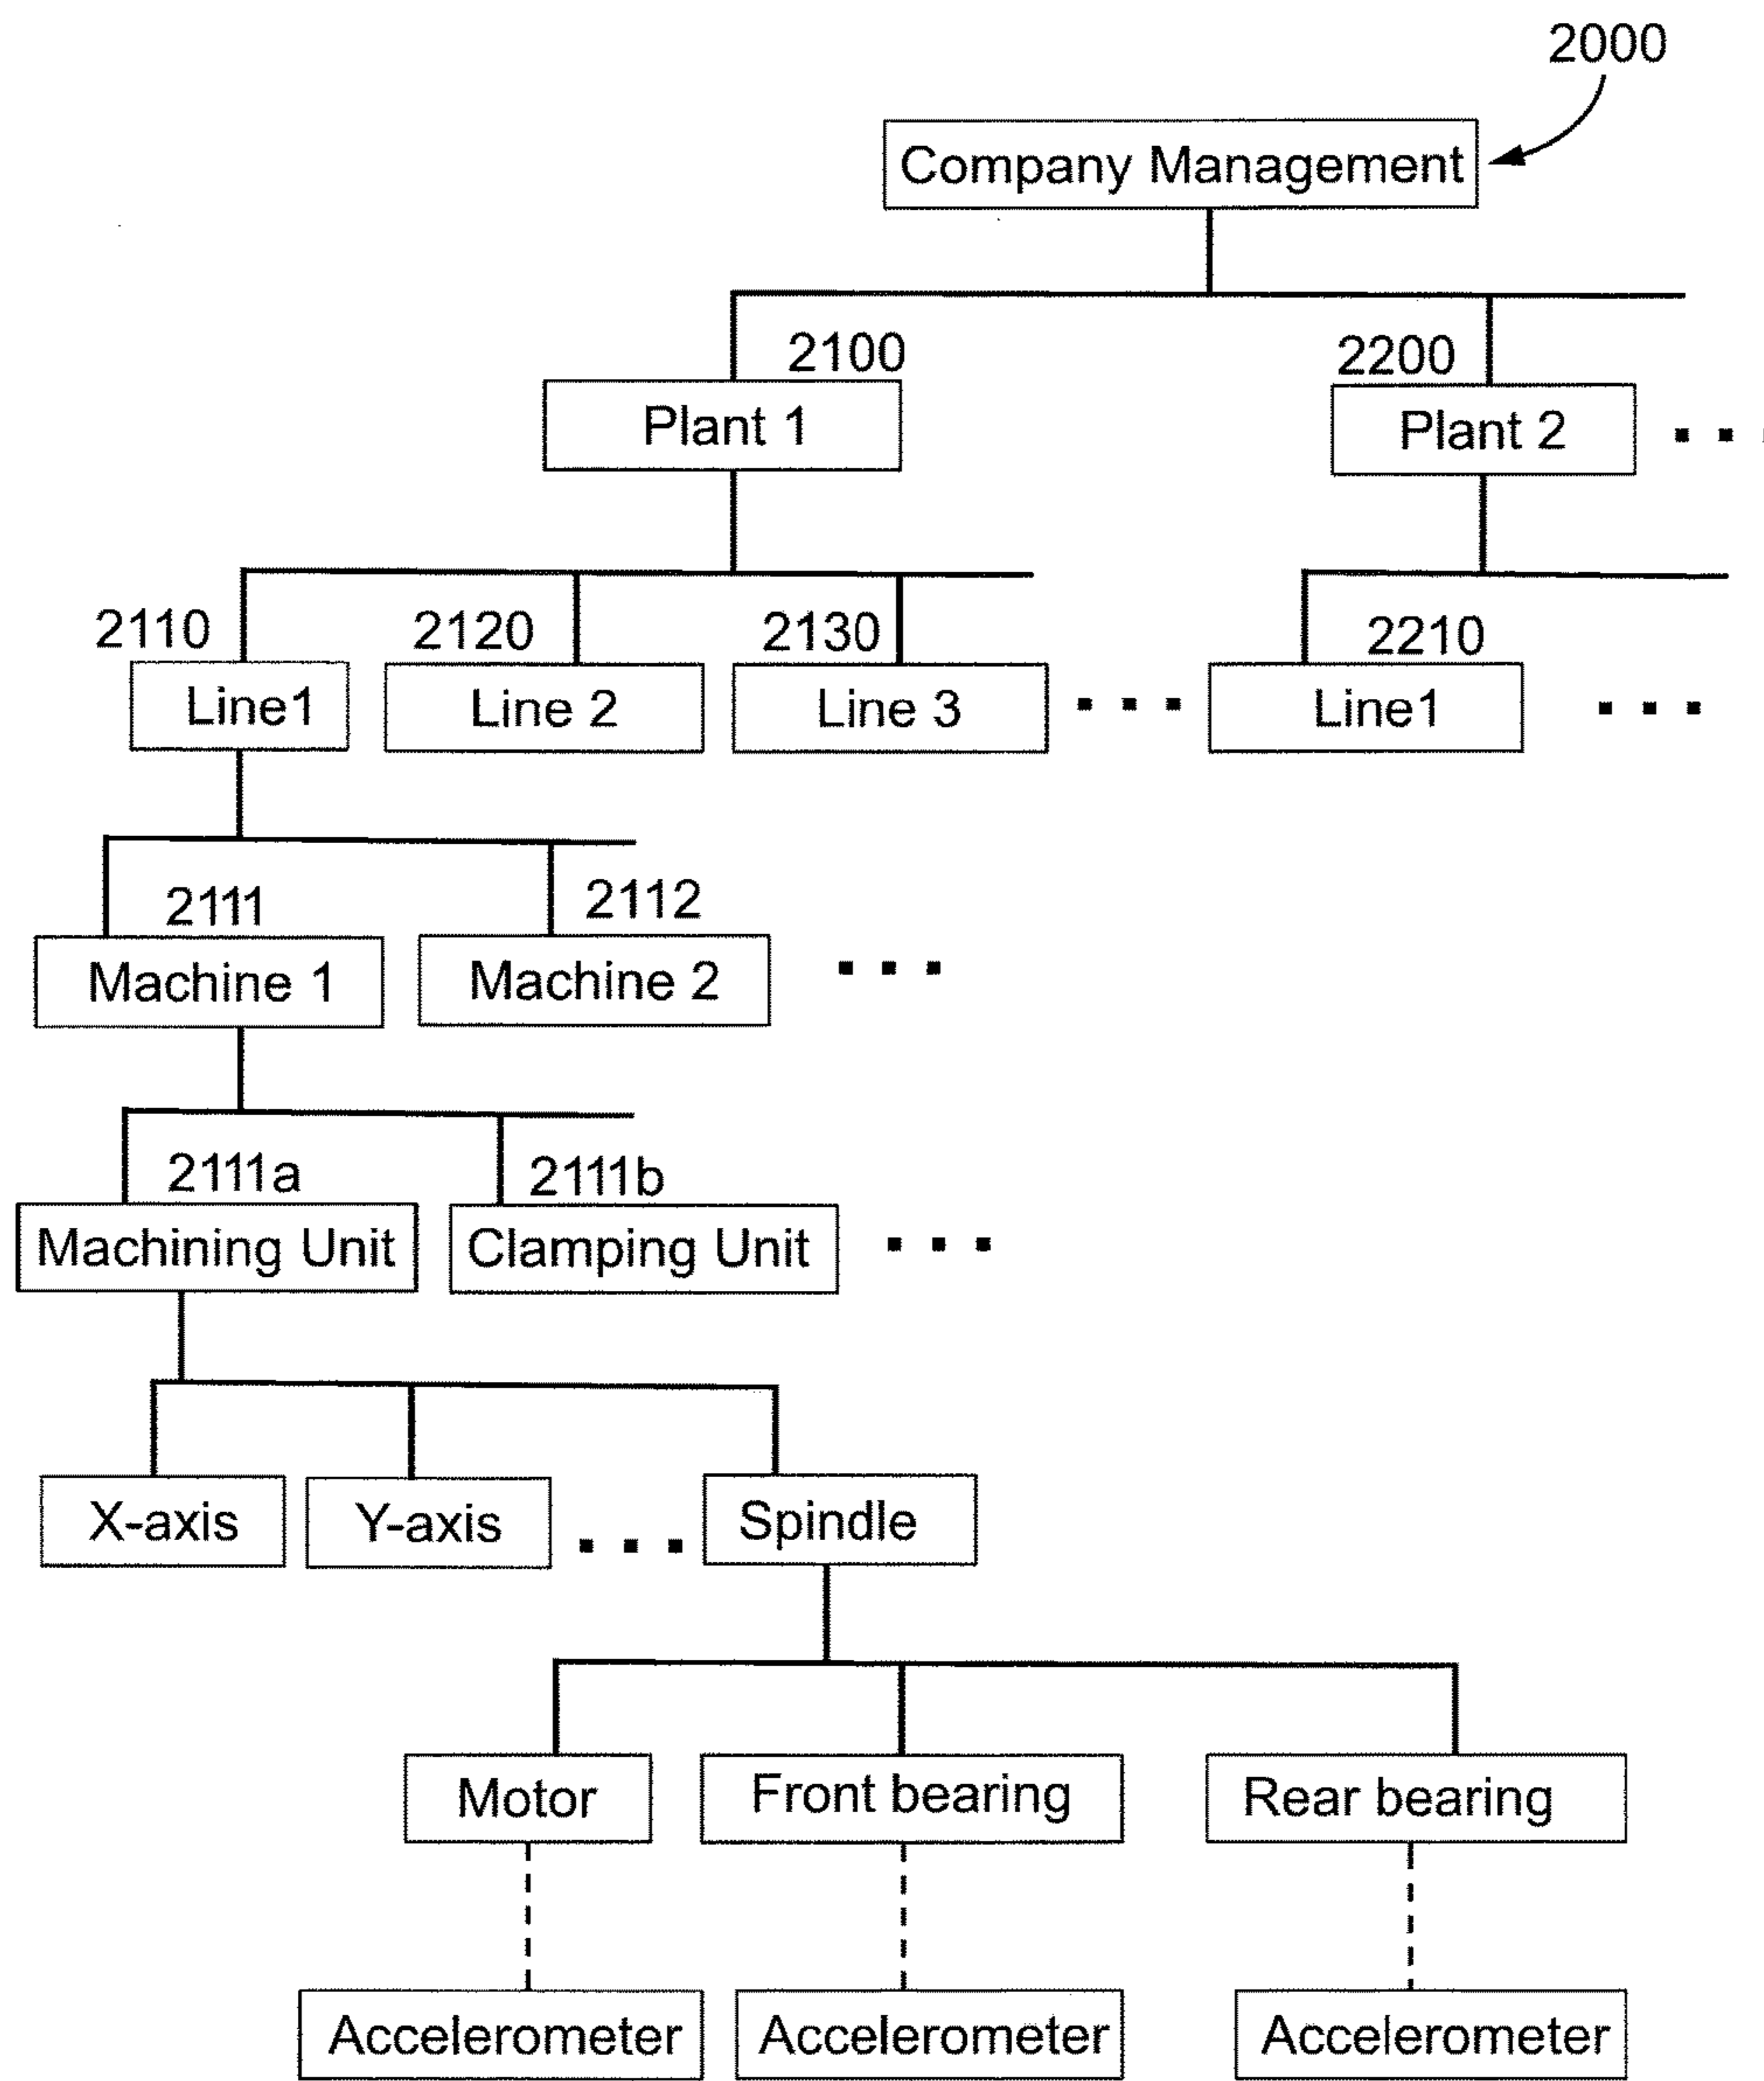 2000
Company Management
2100
2200
Plant 1
Plant 2
2110
2120
2130
2210
Line1
Line 2
Line 3
Line1
2111
2112
Machine 1
Machine 2
2111a
2111b
Machining Unit
Clamping Unit
X-axis
Y-axis
Spindle
Motor
Front bearing
Rear bearing
Accelerometer
Accelerometer
Accelerometer